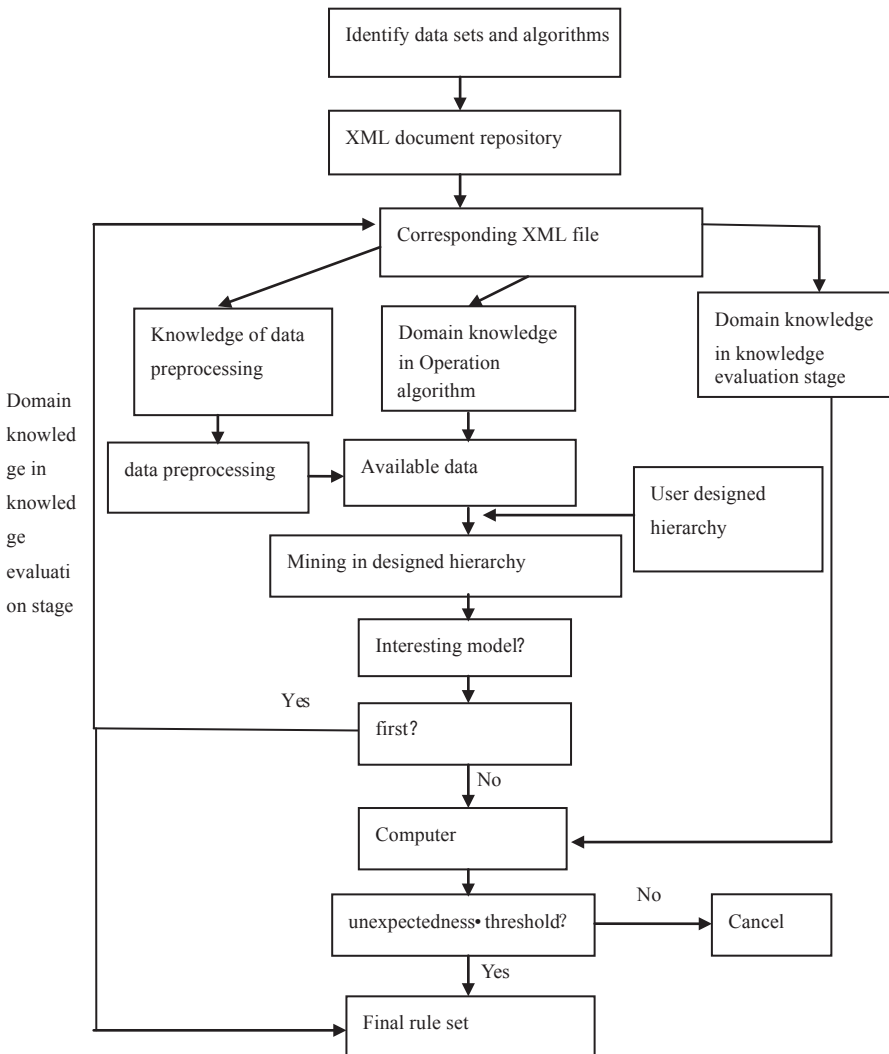 Identify data sets and algorithms
XML document repository
Corresponding XML file
Knowledge of data
preprocessing
Domain knowledge
in Operation
algorithm
Domain knowledge
in knowledge
evaluation stage
Domain
knowled
ge in
knowled
ge
evaluati
on stage
data preprocessing
Available data
User designed
hierarchy
Mining in designed hierarchy
Interesting model?
Yes
first?
No
Computer
unexpectedness• threshold?
No
Cancel
Yes
Final rule set